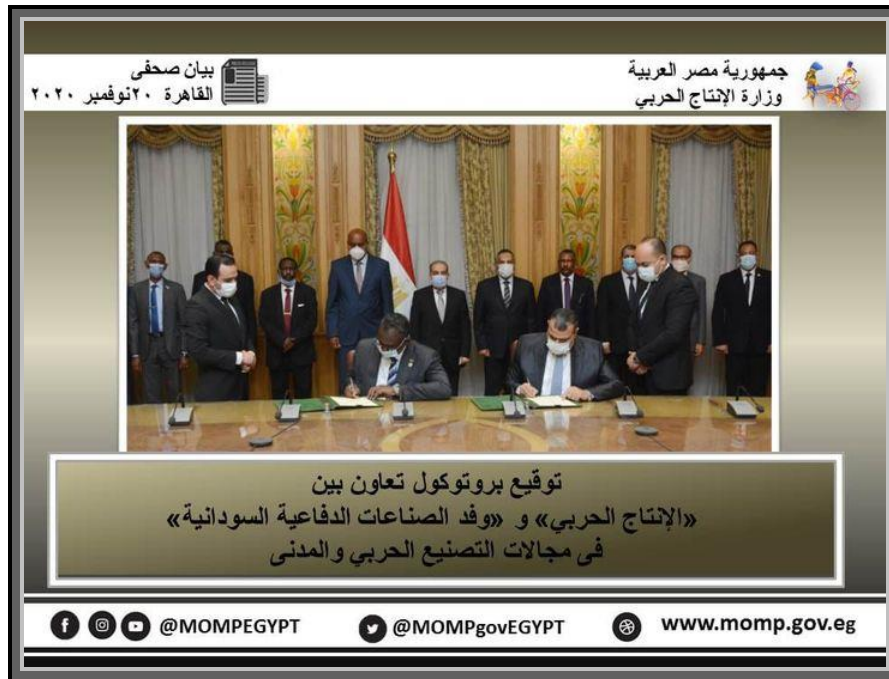 جمهورية مصر العربية
وزارة الإنتاج الحربي
بيان صحفى
القاهرة ٢٠نوفمبر ٢٠٢٠
توقيع بروتوكول تعاون بين
«الإنتاج الحربي» و «وفد الصناعات الدفاعية السودانية»
فى مجالات التصنيع الحربي والمدنى
@MOMPEGYPT
@MOMPgovEGYPT
www.momp.gov.eg